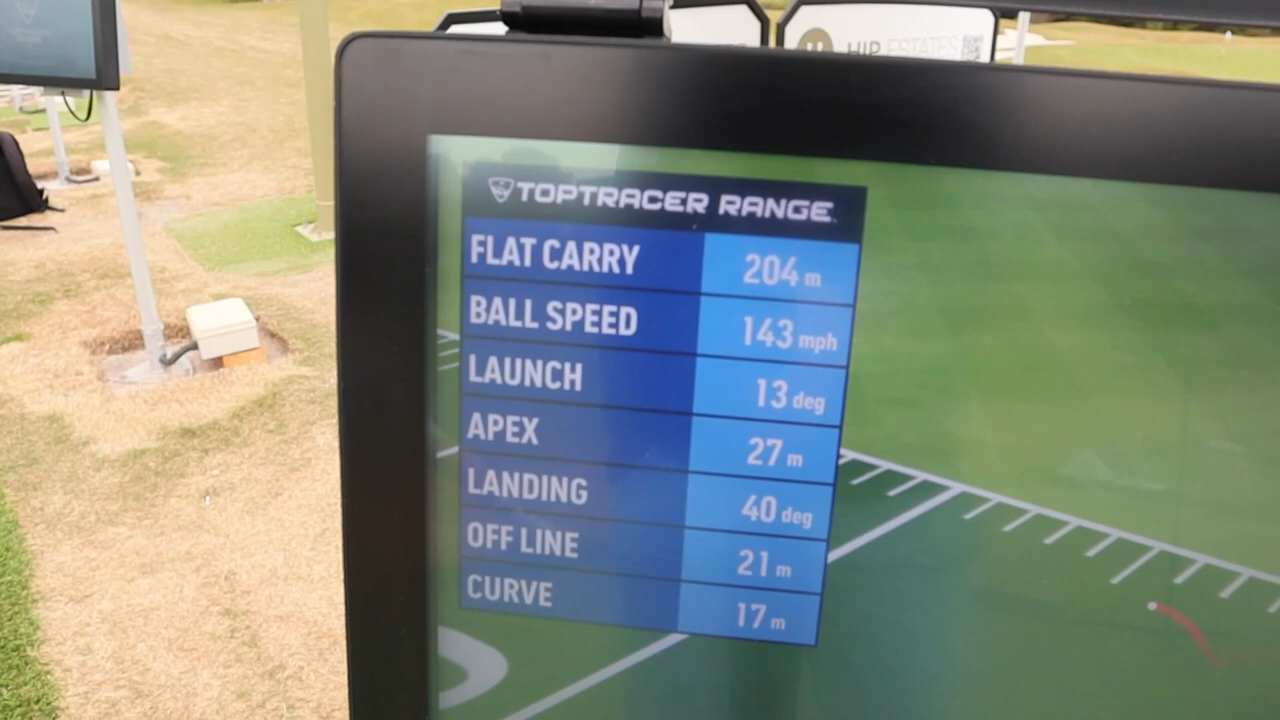 HIP ESTATES
TOPTRACER RANGE
FLAT CARRY 204 m
BALL SPEED 143 mph
LAUNCH 13 deg
APEX 27 m
LANDING 40 deg
OFF LINE 21 m
CURVE 17 m